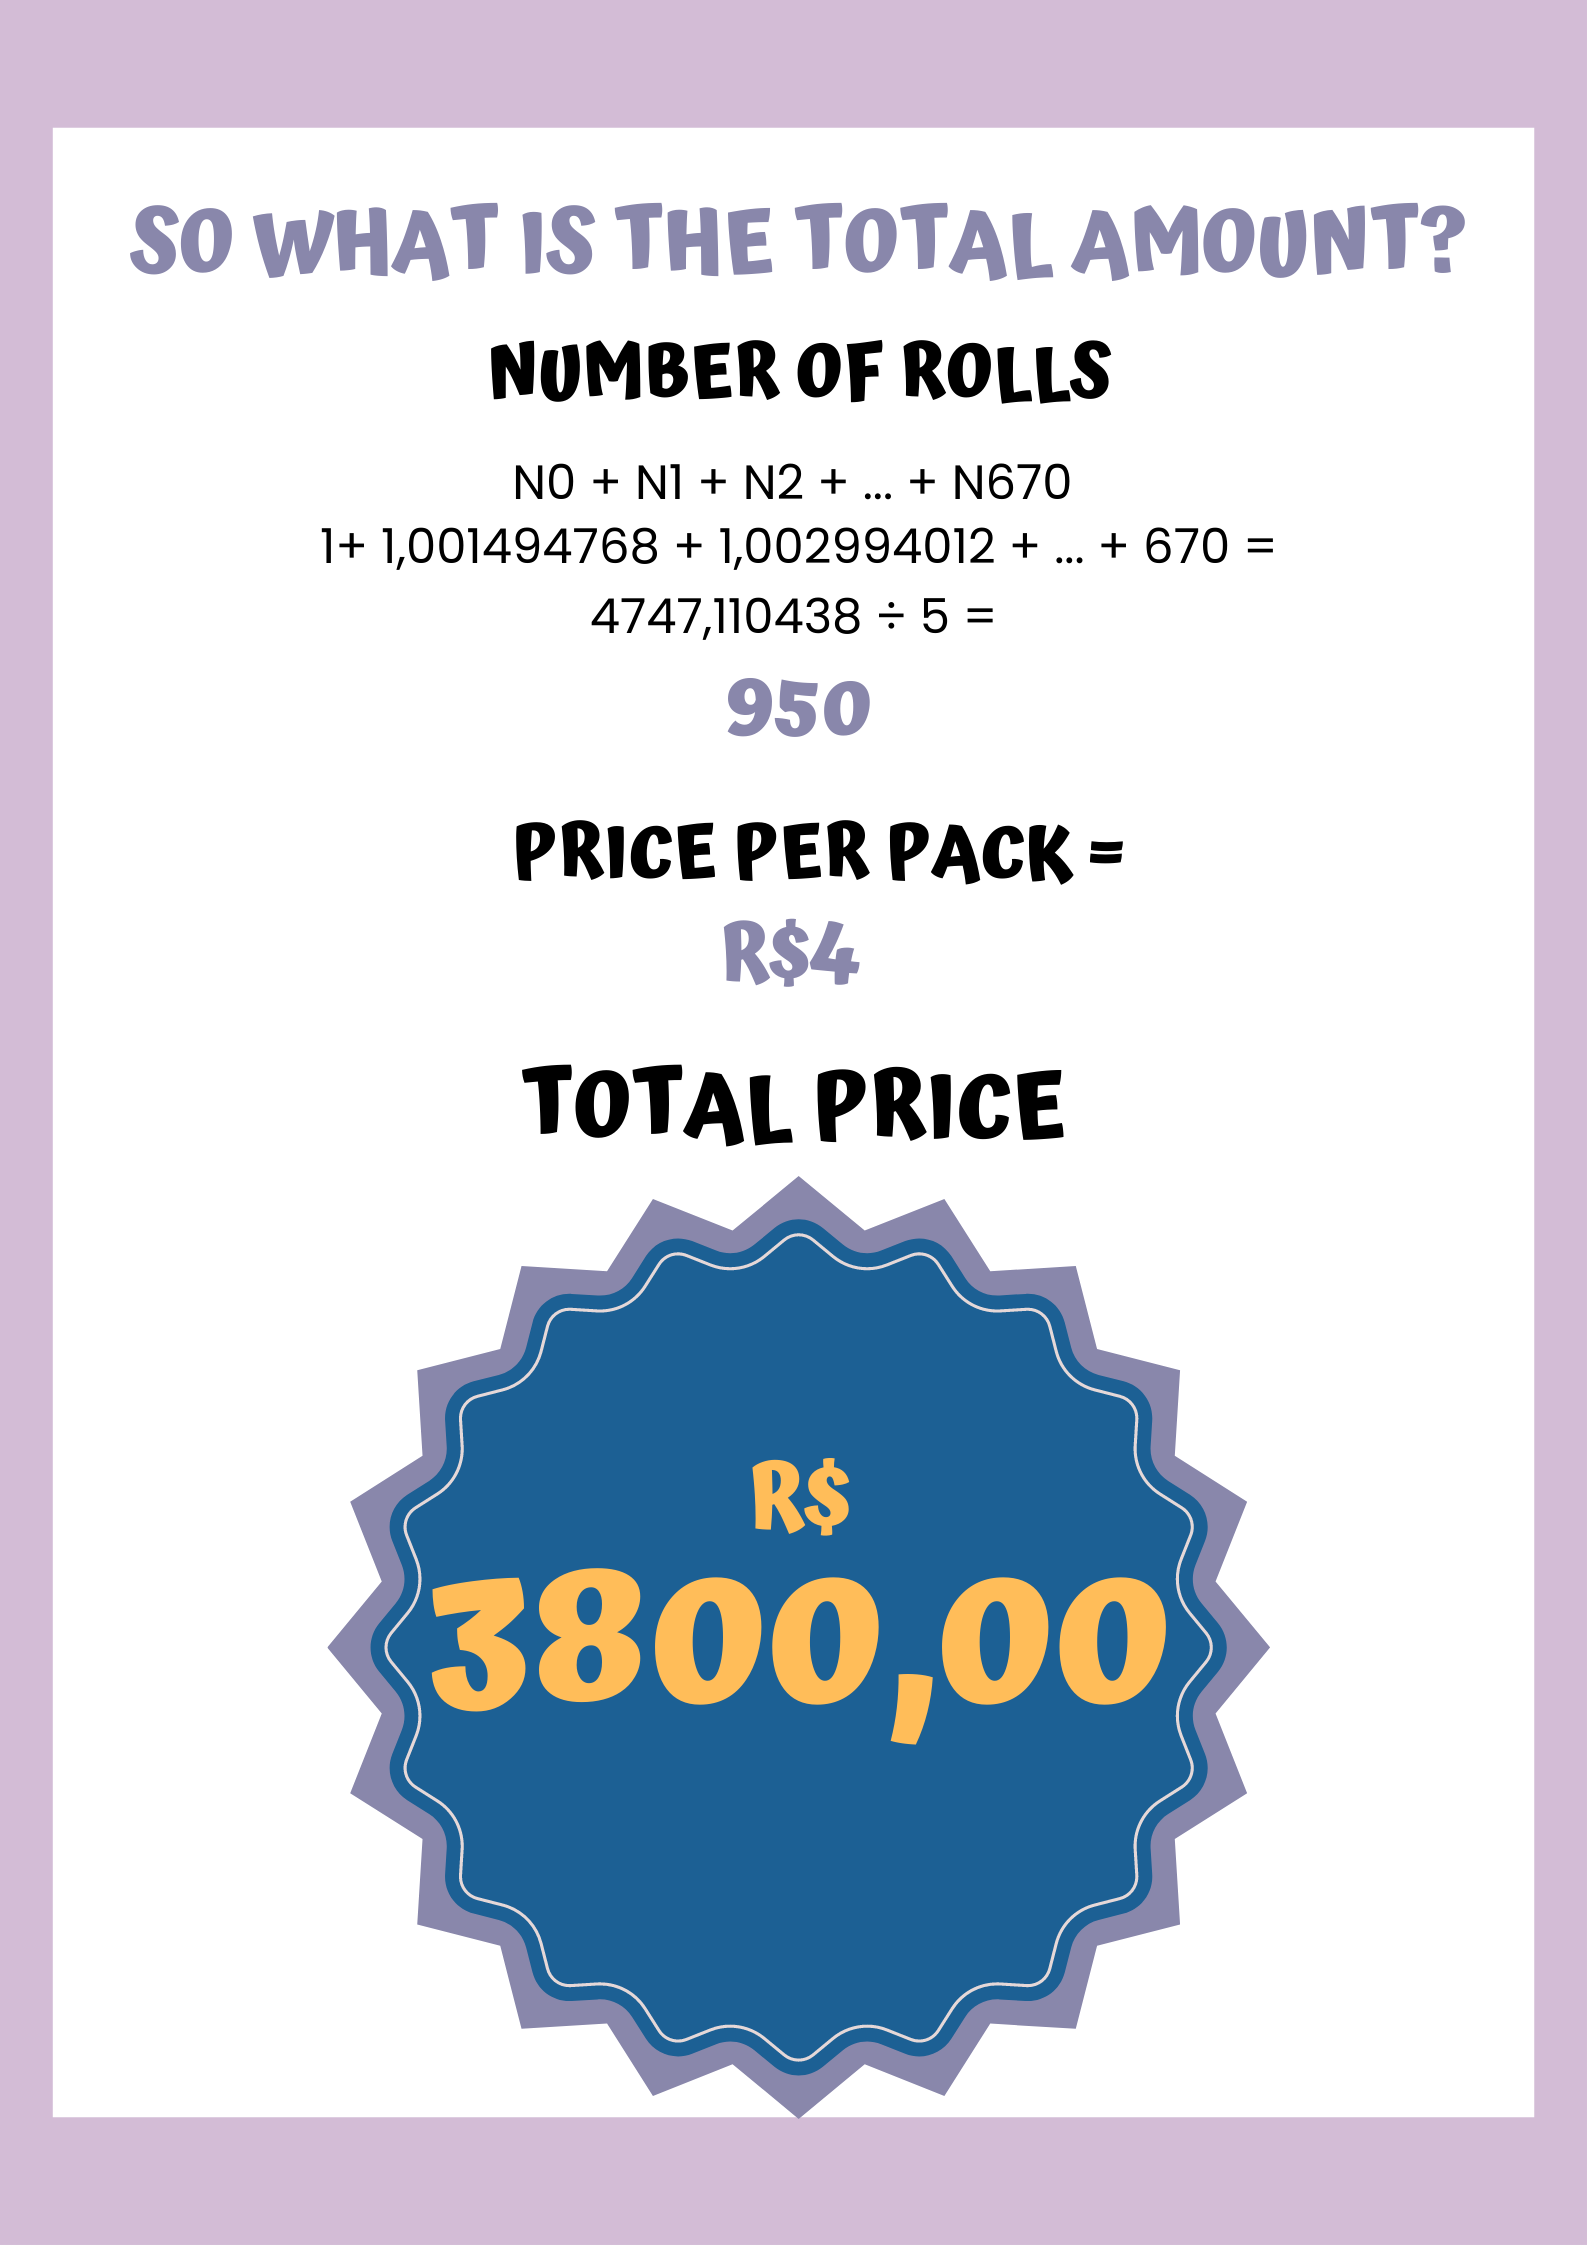 SO WHAT IS THE TOTAL AMOUNT?
NUMBER OF ROLLS
N0 + N1 + N2 + ... + N670
1+ 1,001494768 + 1,002994012 + ... + 670 =
4747,110438 ÷ 5 =
950
PRICE PER PACK =
R$4
TOTAL PRICE
R$
3800,00